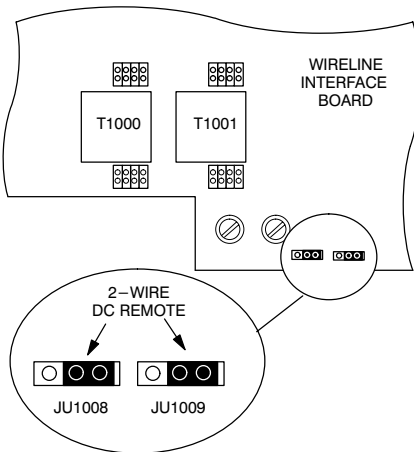 WIRELINE
INTERFACE
BOARD
T1000 T1001
2–WIRE
DC REMOTE
JU1008 JU1009